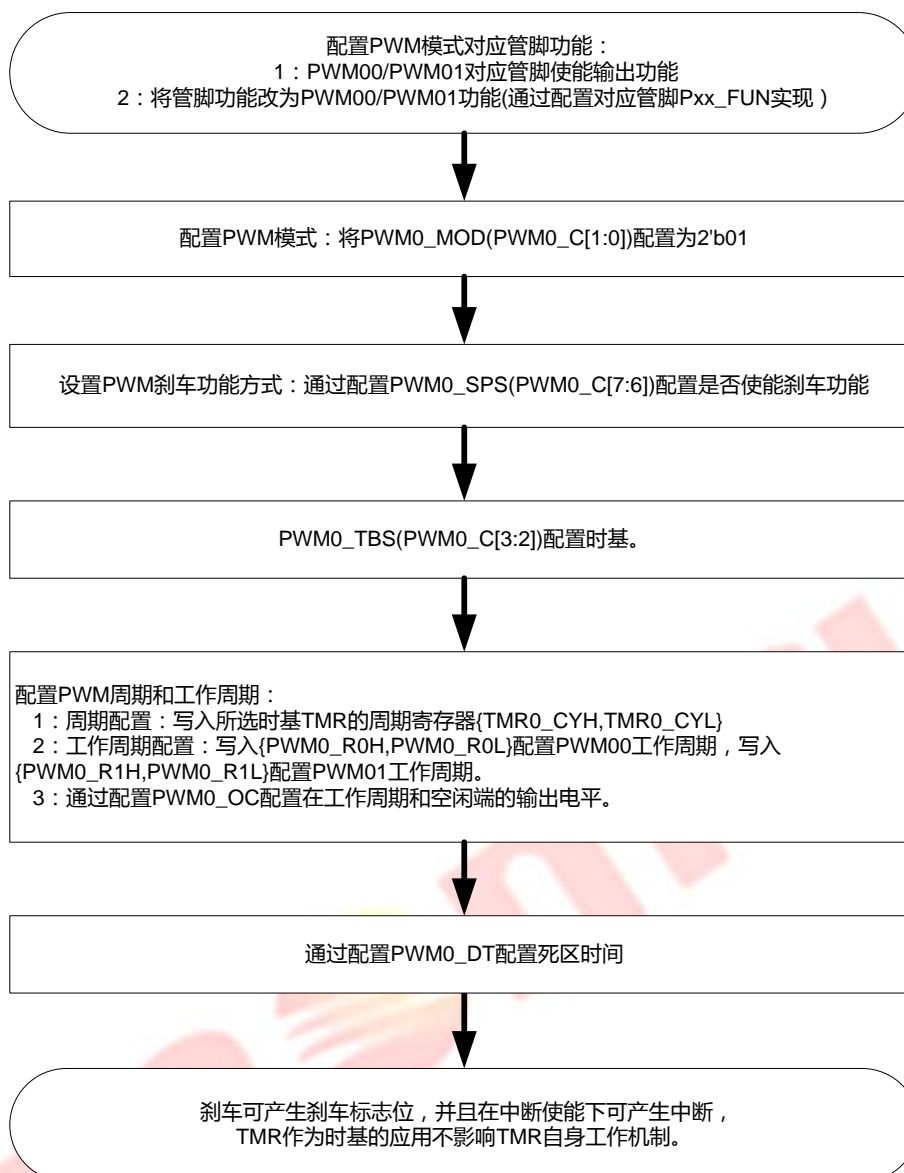 配置PWM模式对应管脚功能：
1：PWM00/PWM01对应管脚使能输出功能
2：将管脚功能改为PWM00/PWM01功能(通过配置对应管脚Pxx_FUN实现）
配置PWM模式：将PWM0_MOD(PWM0_C[1:0])配置为2'b01
设置PWM刹车功能方式：通过配置PWM0_SPS(PWM0_C[7:6])配置是否使能刹车功能
PWM0_TBS(PWM0_C[3:2])配置时基。
配置PWM周期和工作周期：
1：周期配置：写入所选时基TMR的周期寄存器{TMR0_CYH,TMR0_CYL}
2：工作周期配置：写入{PWM0_R0H,PWM0_R0L}配置PWM00工作周期，写入
{PWM0_R1H,PWM0_R1L}配置PWM01工作周期。
3：通过配置PWM0_OC配置在工作周期和空闲端的输出电平。
通过配置PWM0_DT配置死区时间
刹车可产生刹车标志位，并且在中断使能下可产生中断，
TMR作为时基的应用不影响TMR自身工作机制。